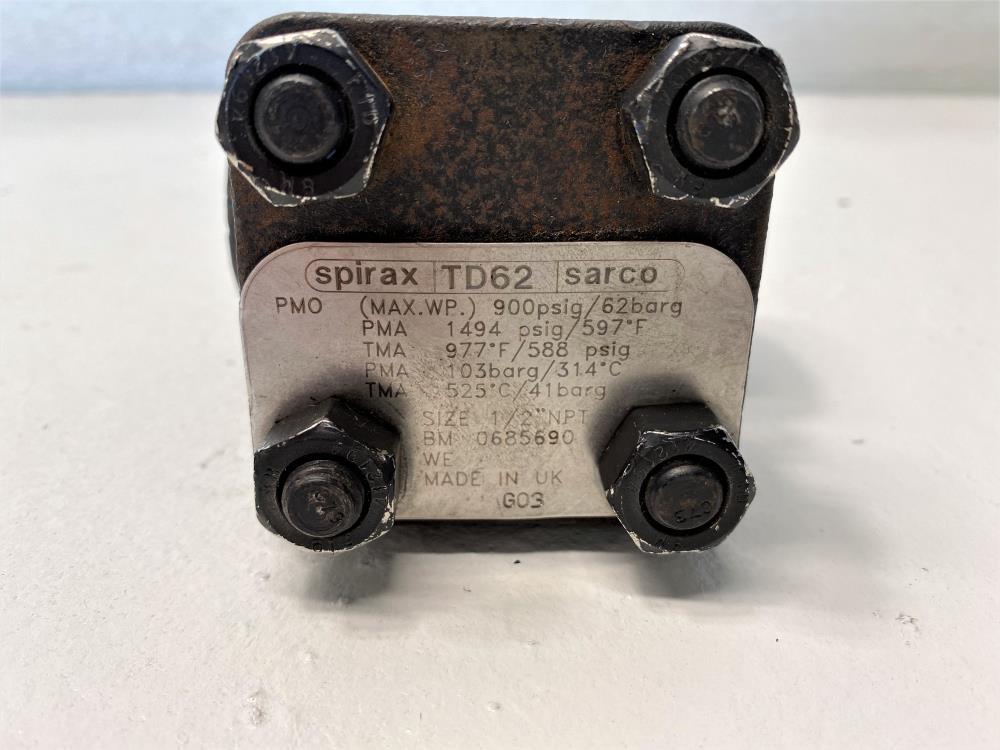 spirax TD62 sarco
PMO (MAX.WP.) 900psig/62barg
PMA 1494 psig/597°F
TMA 977°F/588 psig
PMA 103barg/314°C
TMA 525°C/41barg
SIZE 1/2" NPT
BM 0685690
WE
MADE IN UK
G03